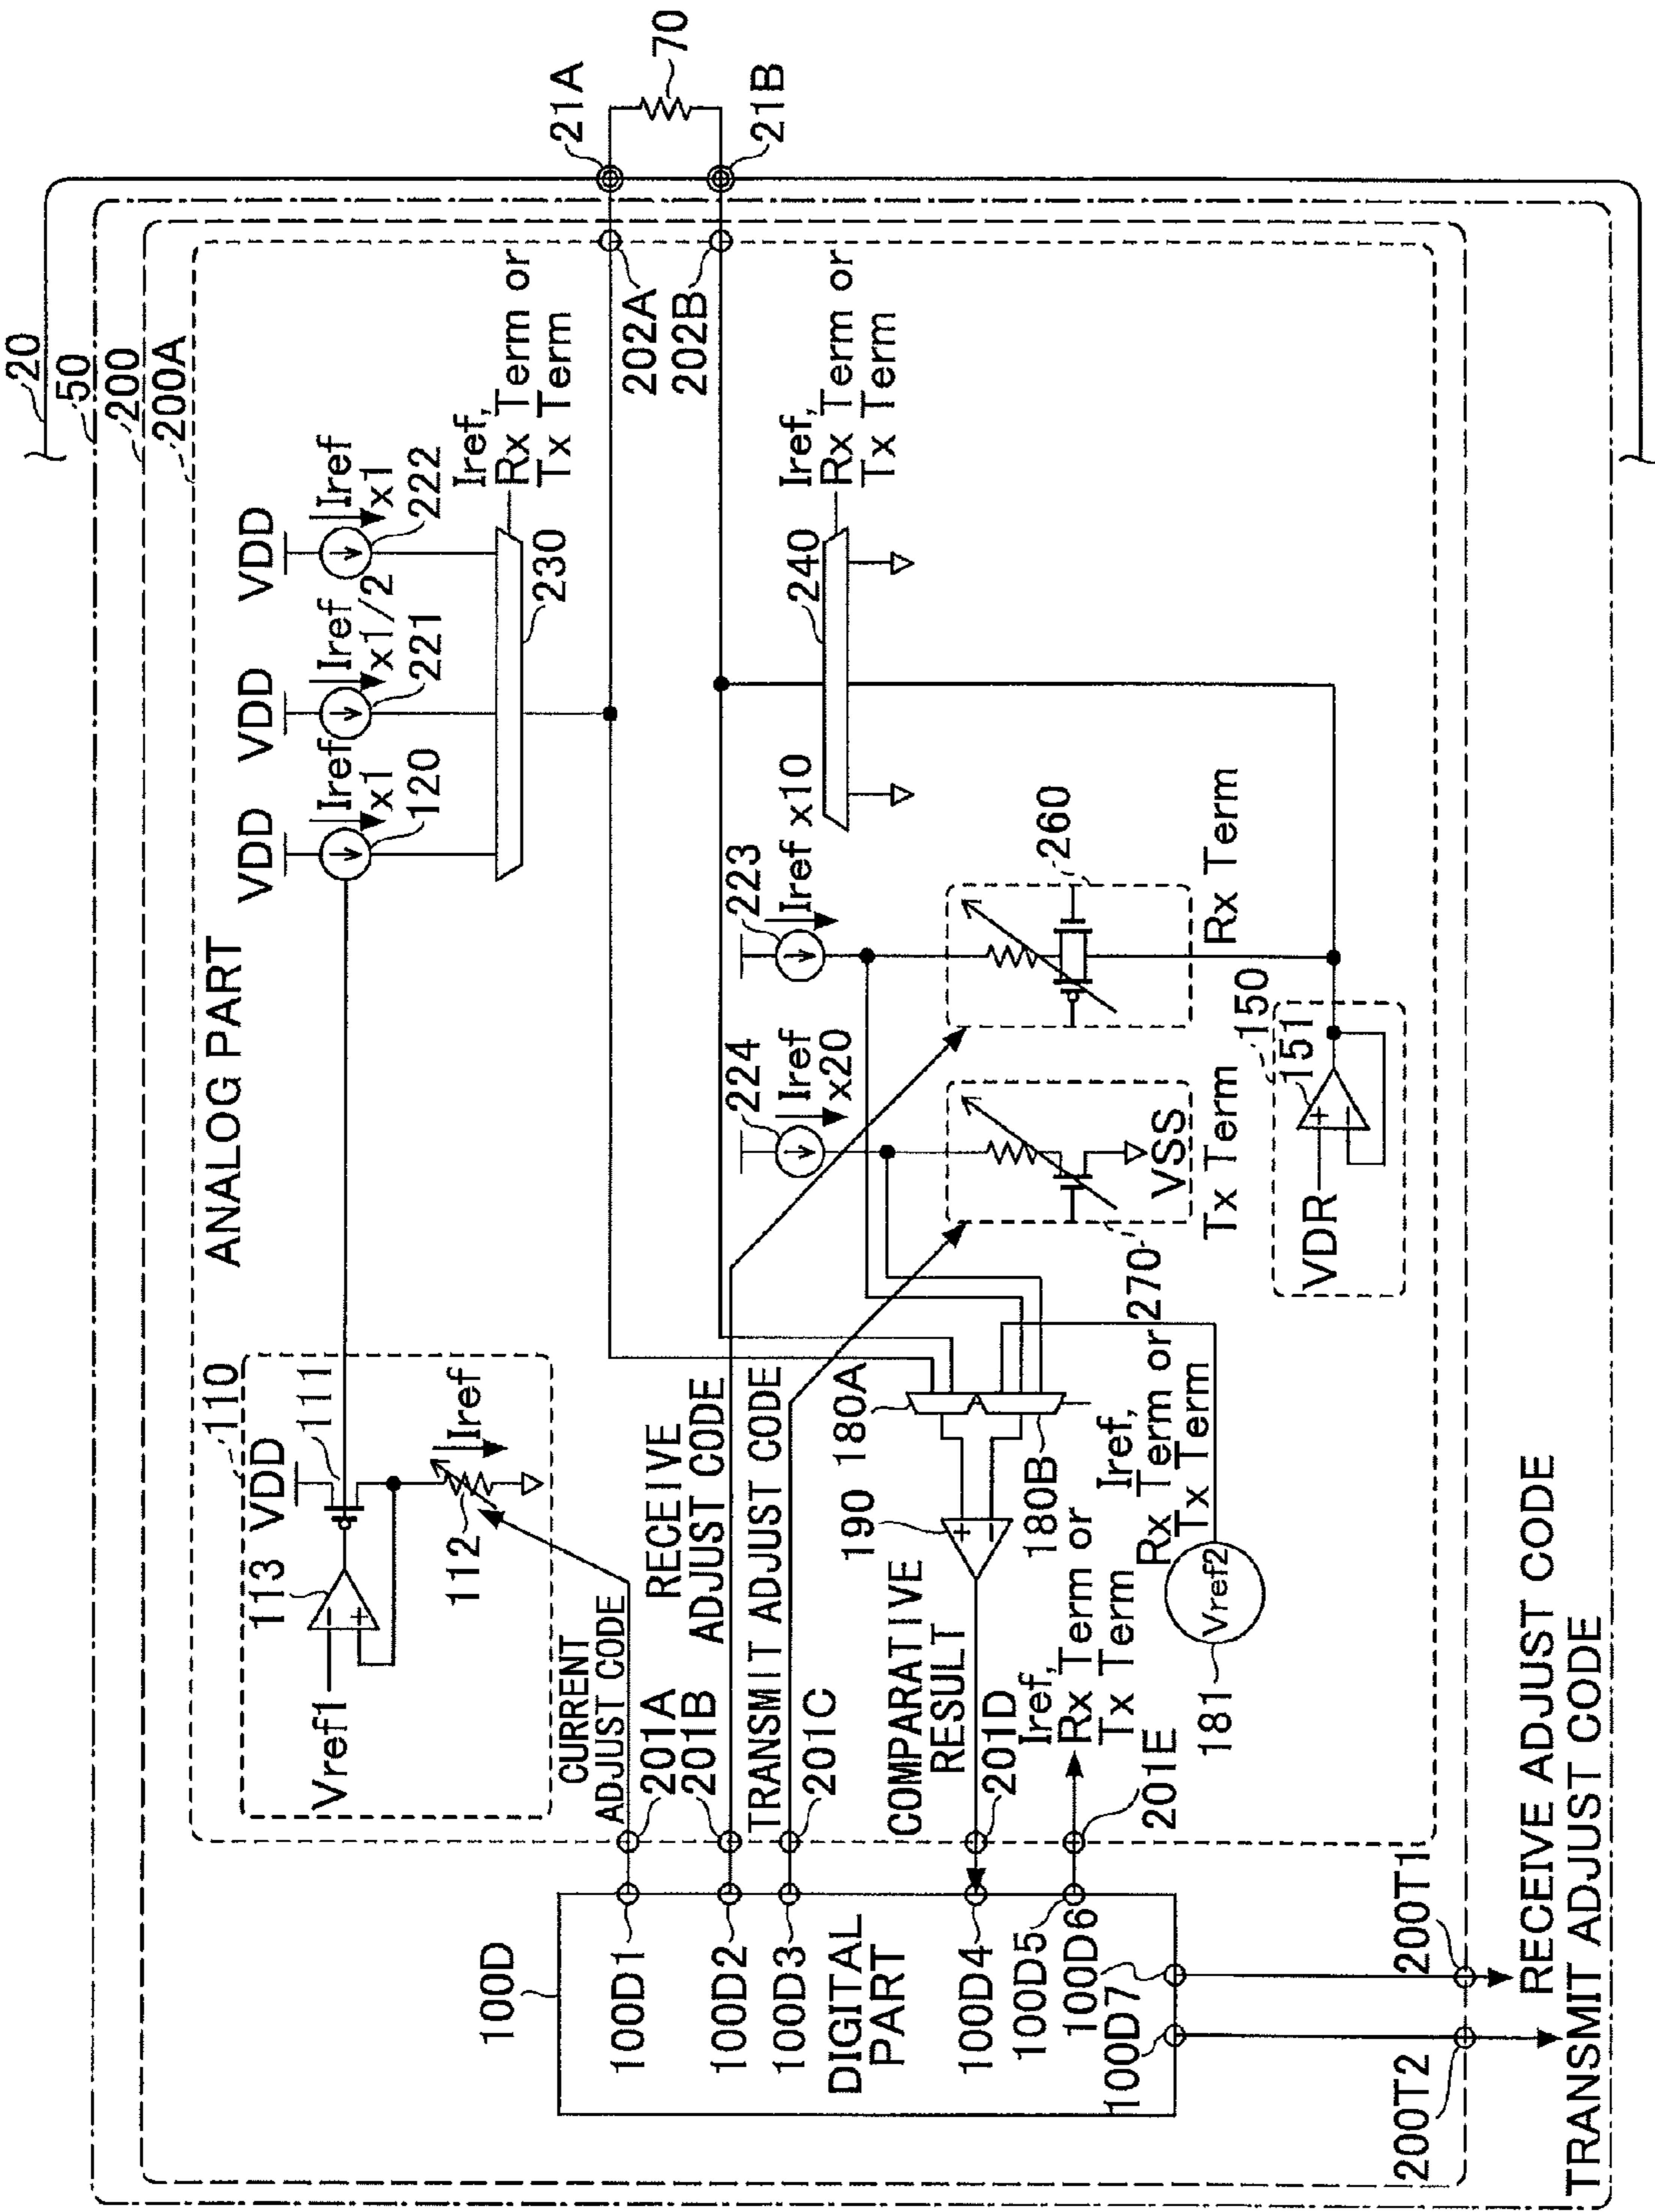 20
50
200
200A
ANALOG PART
110
VDD
111
113
Vref1
112
Iref
VDD
Iref
x1
120
VDD
Iref
x1/2
221
VDD
Iref
x1
222
230
Iref,
Rx Term or
Tx Term
21A
70
21B
202A
202B
CURRENT
ADJUST CODE
201A
RECEIVE
ADJUST CODE
201B
TRANSMIT ADJUST CODE
201C
224
Iref
x20
223
Iref x10
240
Iref,
Rx Term or
Tx Term
260
Rx Term
VSS
Tx Term
270
150
151
VDR
180A
190
180B
Iref,
Rx Term or
Tx Term
COMPARATIVE
RESULT
201D
Iref,
Rx Term or
Tx Term
201E
Vref2
181
100D
100D1
100D2
100D3
DIGITAL
PART
100D4
100D5
100D6
100D7
200T1
200T2
RECEIVE ADJUST CODE
TRANSMIT ADJUST CODE